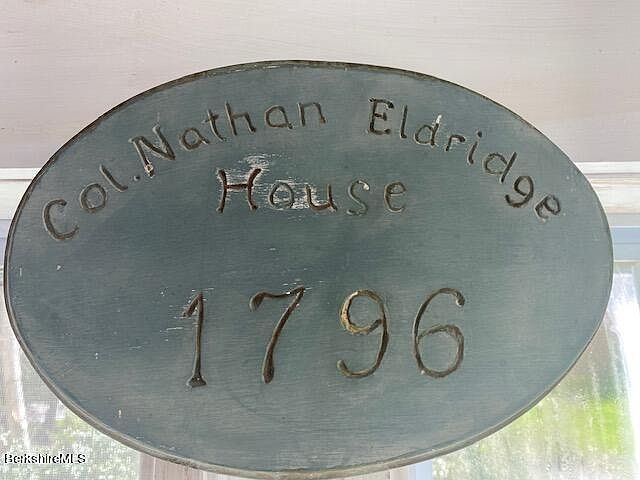 Col. Nathan Eldridge
House
1796
BerkshireMLS